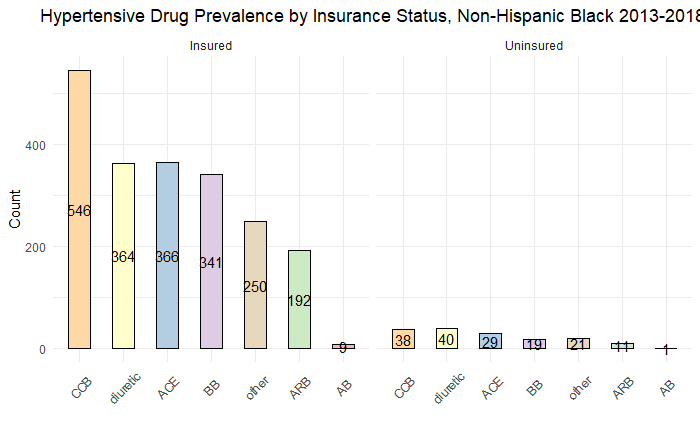 Hypertensive Drug Prevalence by Insurance Status, Non-Hispanic Black 2013-2018
Insured
Uninsured
Count
400
200
0
546
364
366
341
250
192
9
38
40
29
19
21
11
1
CCB
diuretic
ACE
BB
other
ARB
AB
CCB
diuretic
ACE
BB
other
ARB
AB